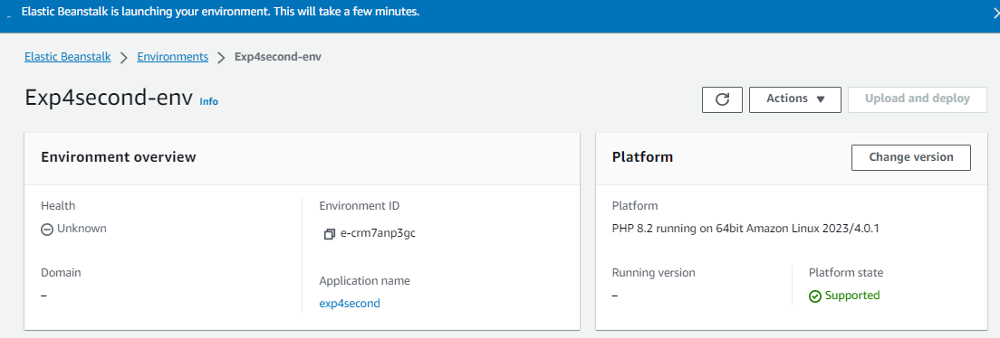 Elastic Beanstalk is launching your environment. This will take a few minutes.
Elastic Beanstalk > Environments > Exp4second-env
Exp4second-env Info
Actions
Upload and deploy
Environment overview
Health
Unknown
Domain
–
Environment ID
e-crm7anp3gc
Application name
exp4second
Platform
Change version
Platform
PHP 8.2 running on 64bit Amazon Linux 2023/4.0.1
Running version
–
Platform state
Supported